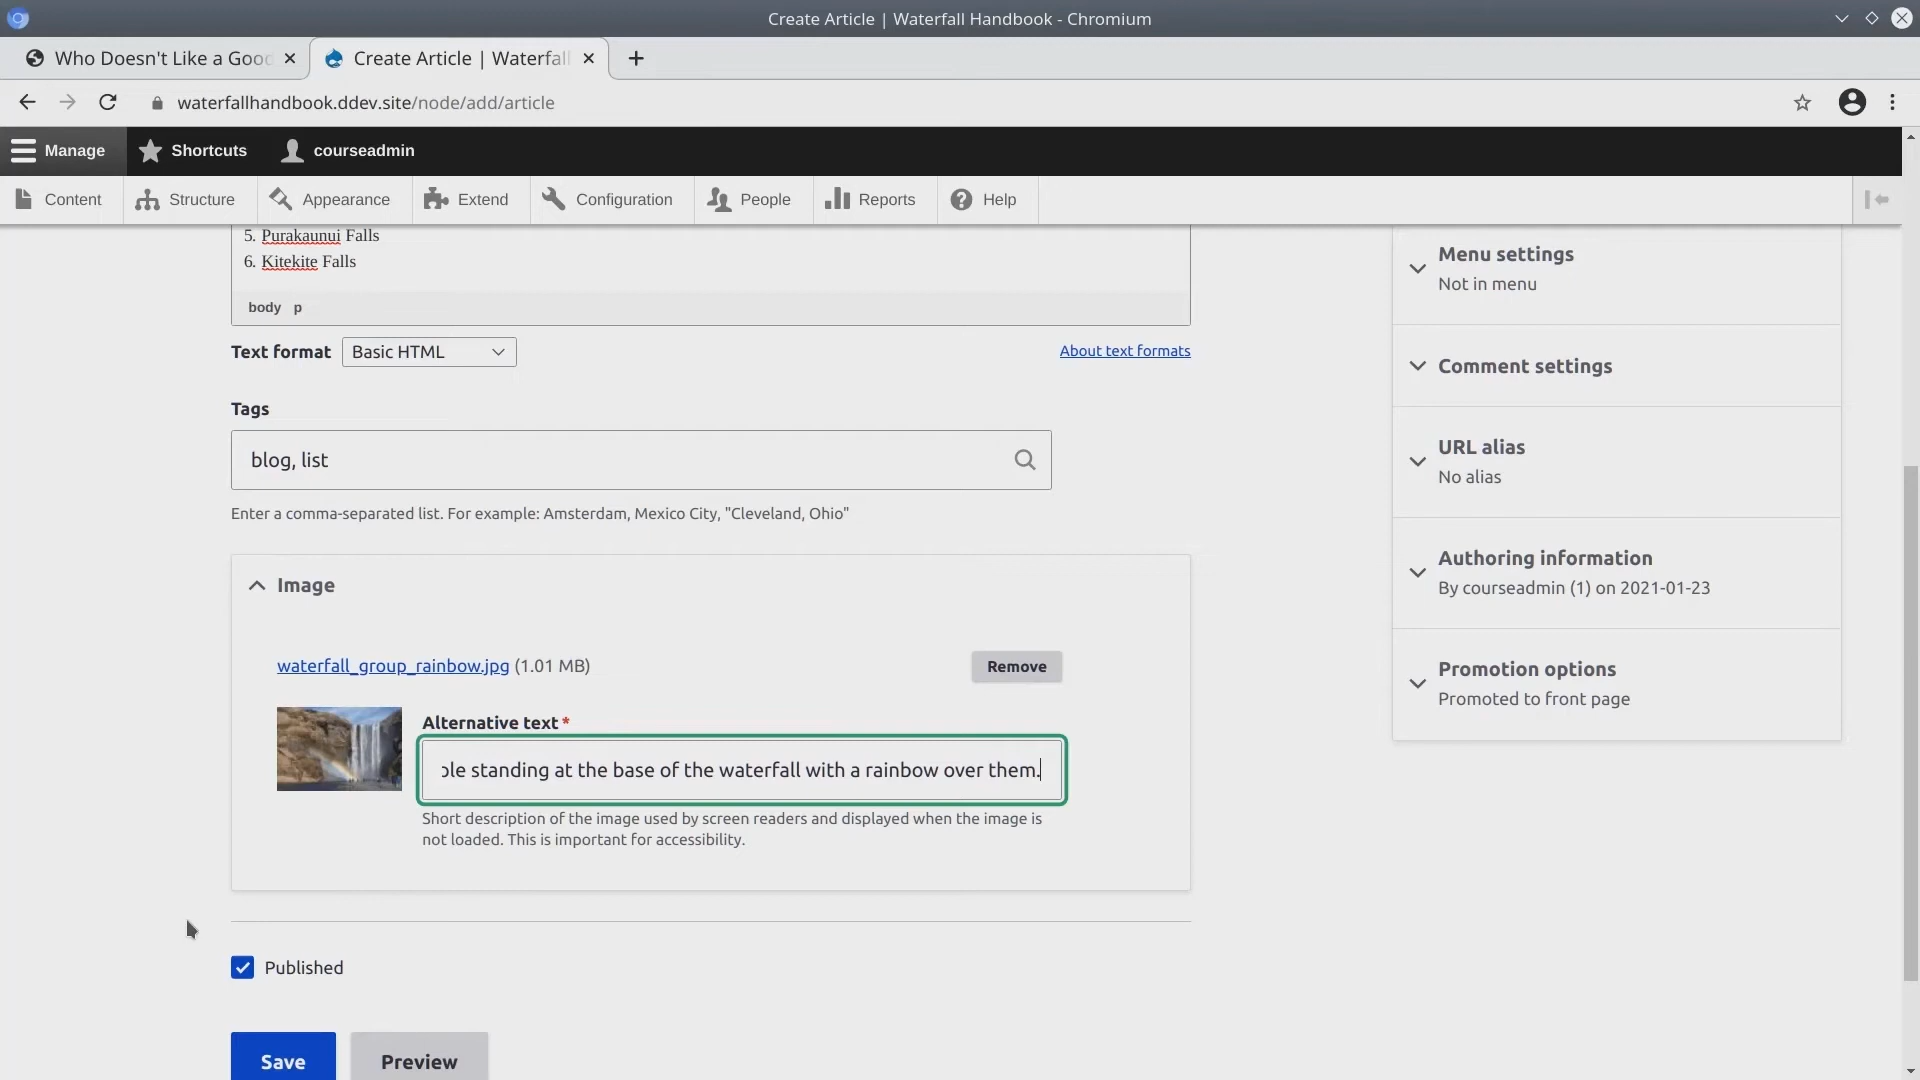 Create Article | Waterfall Handbook - Chromium
Who Doesn't Like a Good
Create Article | Waterfall
waterfallhandbook.ddev.site/node/add/article
Manage
Shortcuts
courseadmin
Content
Structure
Appearance
Extend
Configuration
People
Reports
Help
5. Purakaunui Falls
6. Kitekite Falls
body p
Text format
Basic HTML
About text formats
Tags
blog, list
Enter a comma-separated list. For example: Amsterdam, Mexico City, "Cleveland, Ohio"
Image
waterfall_group_rainbow.jpg (1.01 MB)
Remove
Alternative text *
ple standing at the base of the waterfall with a rainbow over them.
Short description of the image used by screen readers and displayed when the image is
not loaded. This is important for accessibility.
Published
Save
Preview
Menu settings
Not in menu
Comment settings
URL alias
No alias
Authoring information
By courseadmin (1) on 2021-01-23
Promotion options
Promoted to front page